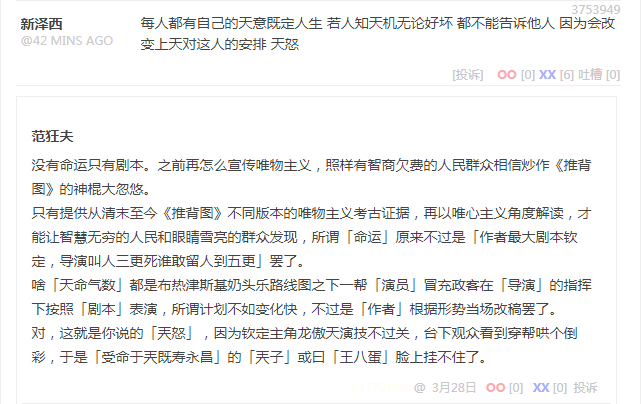 3753949
新泽西
@42 MINS AGO
每人都有自己的天意既定人生 若人知天机无论好坏 都不能告诉他人 因为会改
变上天对这人的安排 天怒
[投诉] OO [0] XX [6] 吐槽 [0]
范狂夫
没有命运只有剧本。之前再怎么宣传唯物主义，照样有智商欠费的人民群众相信炒作《推背
图》的神棍大忽悠。
只有提供从清末至今《推背图》不同版本的唯物主义考古证据，再以唯心主义角度解读，才
能让智慧无穷的人民和眼睛雪亮的群众发现，所谓「命运」原来不过是「作者最大剧本钦
定，导演叫人三更死谁敢留人到五更」罢了。
啥「天命气数」都是布热津斯基奶头乐路线图之下一帮「演员」冒充政客在「导演」的指挥
下按照「剧本」表演，所谓计划不如变化快，不过是「作者」根据形势当场改稿罢了。
对，这就是你说的「天怒」，因为钦定主角龙傲天演技不过关，台下观众看到穿帮哄个倒
彩，于是「受命于天既寿永昌」的「天子」或曰「王八蛋」脸上挂不住了。
@ 3月28日 OO [0] XX [0] 投诉